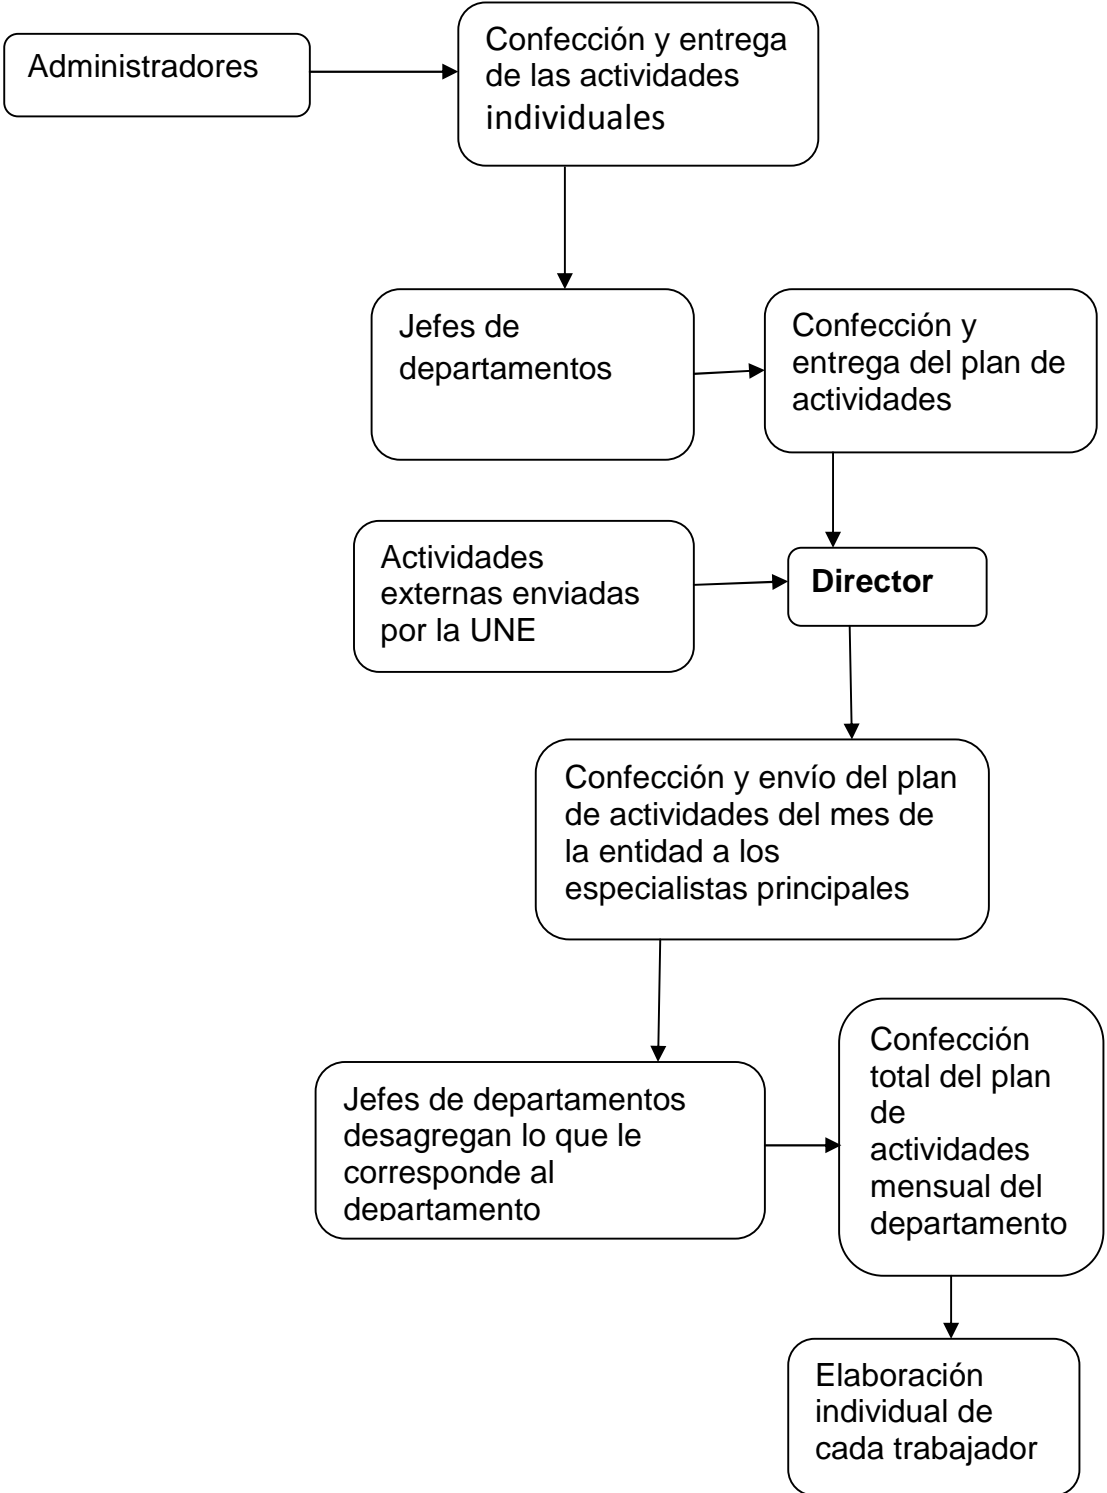 Administradores
Confección y entrega
de las actividades
individuales
Jefes de
departamentos
Confección y
entrega del plan de
actividades
Actividades
externas enviadas
por la UNE
Director
Confección y envío del plan
de actividades del mes de
la entidad a los
especialistas principales
Jefes de departamentos
desagregan lo que le
corresponde al
departamento
Confección
total del plan
de
actividades
mensual del
departamento
Elaboración
individual de
cada trabajador